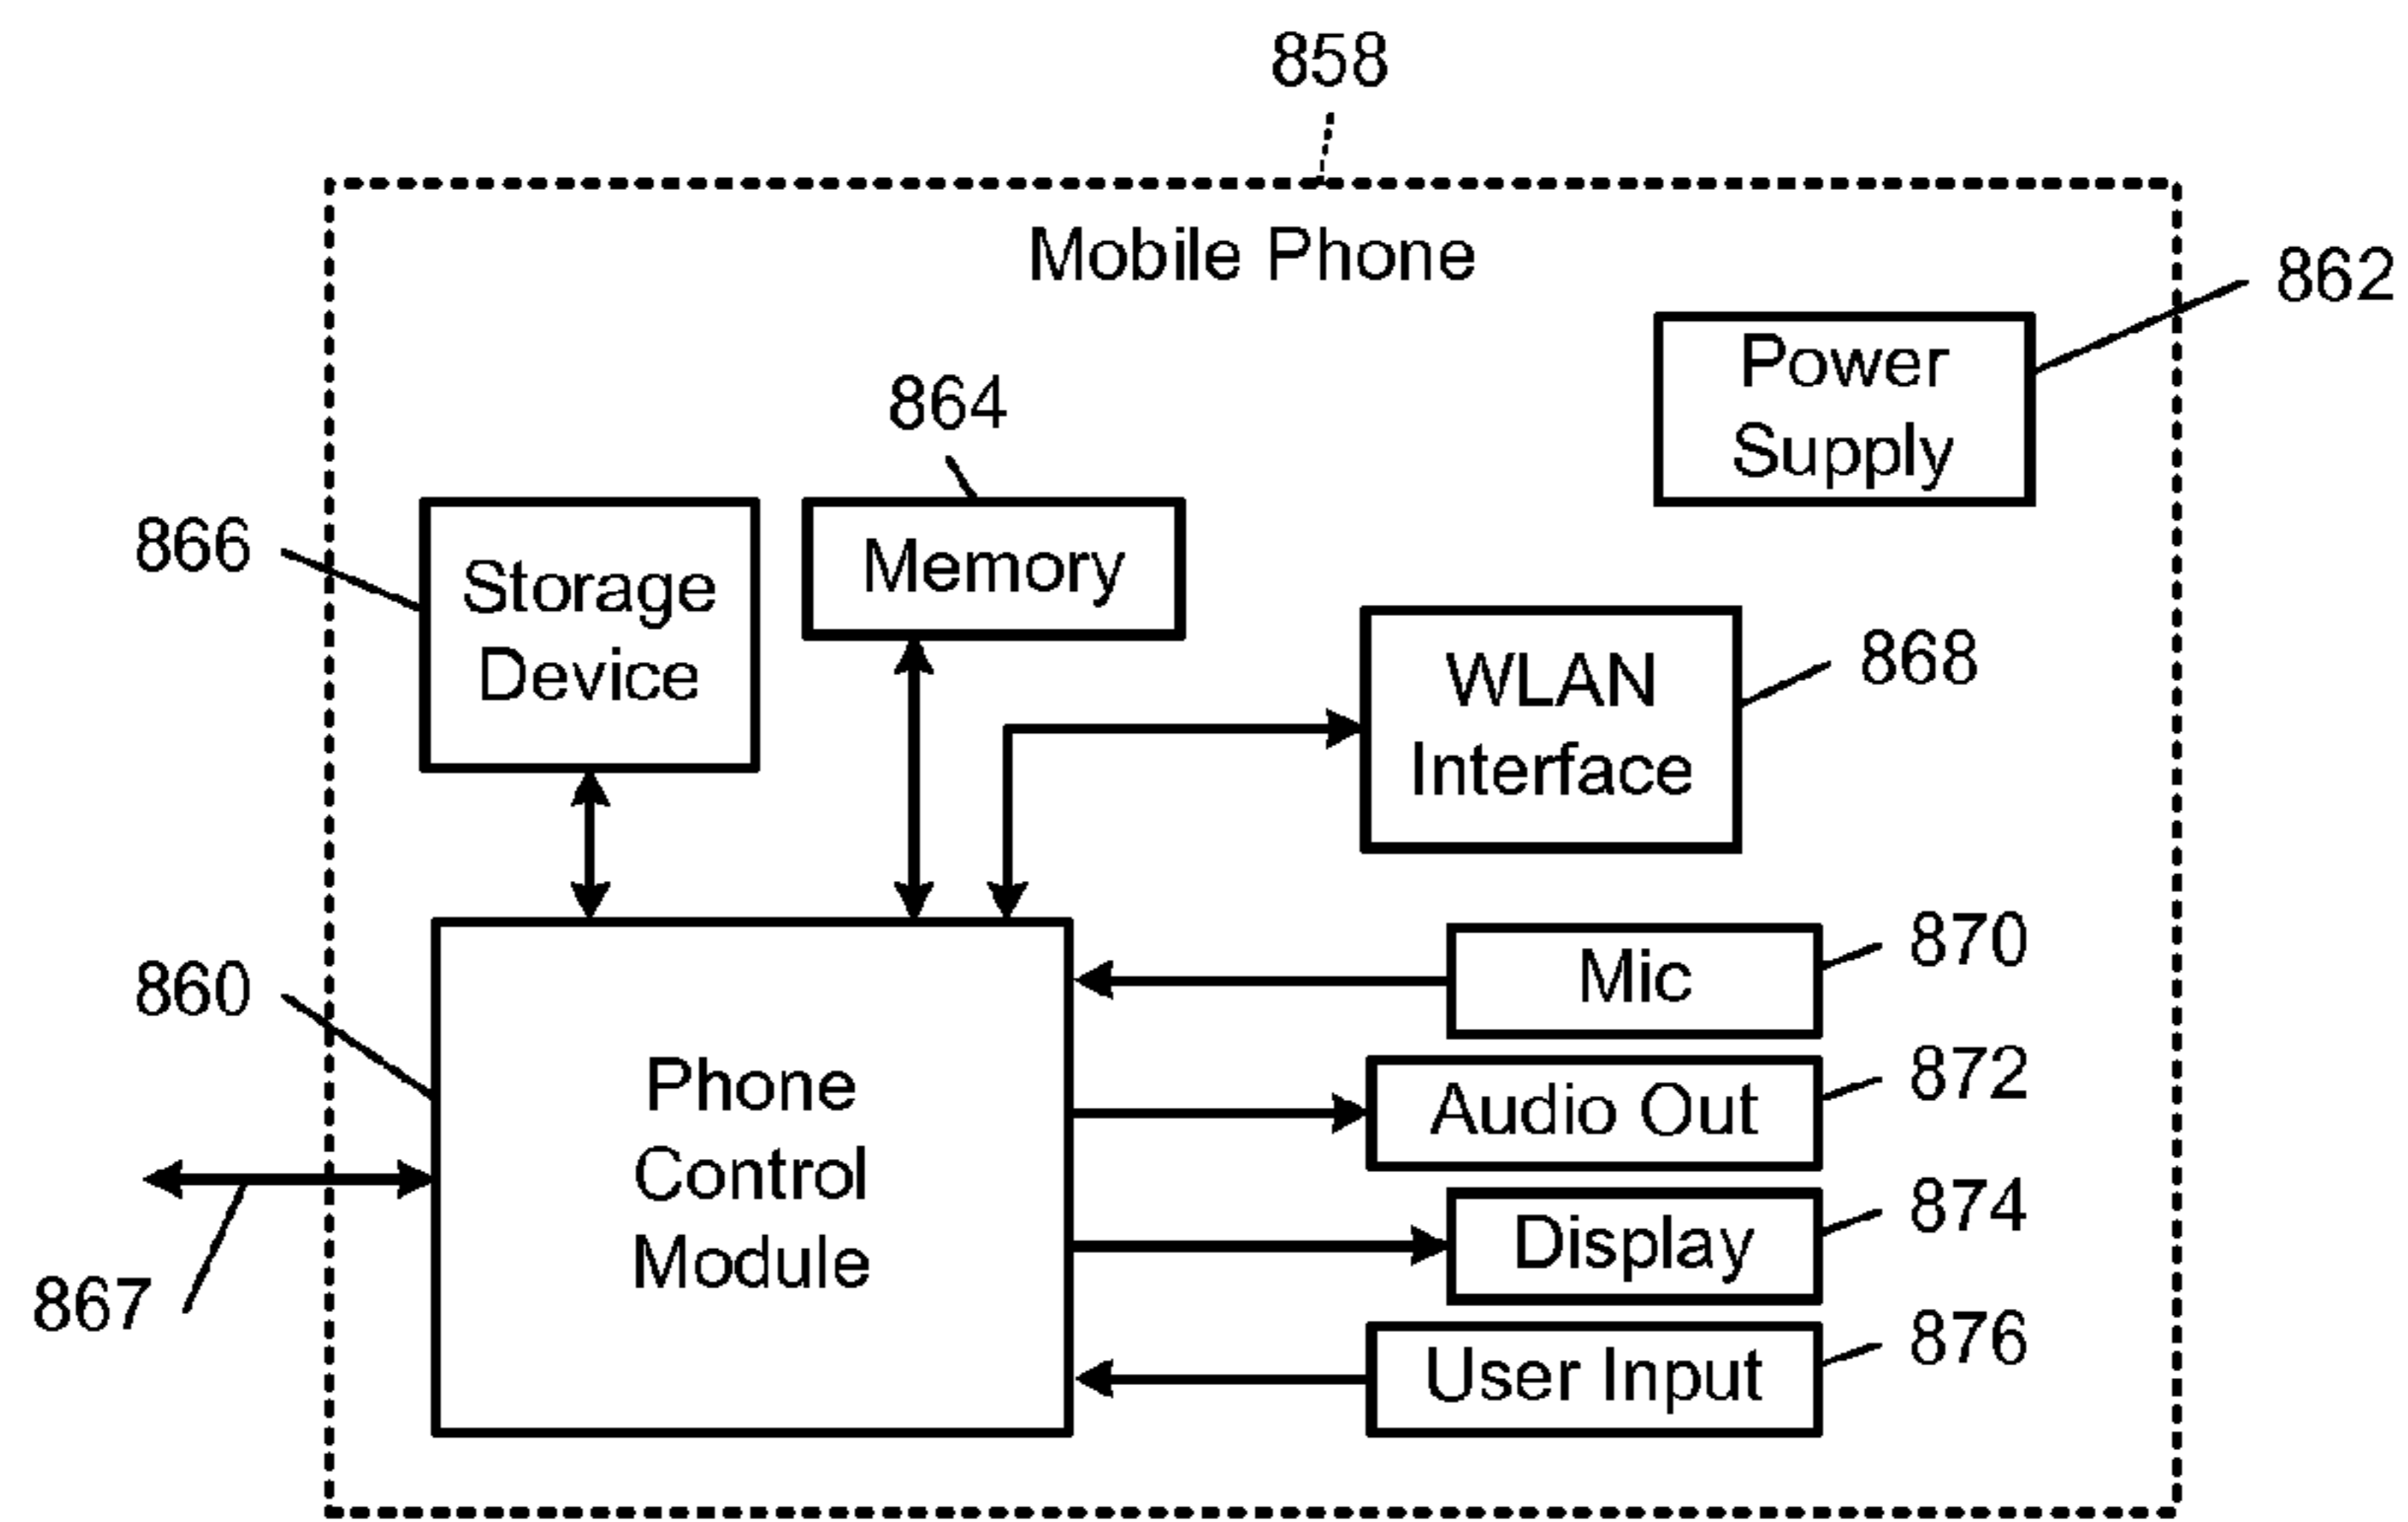 858
Mobile Phone
862
Power
Supply
864
866
Storage
Device
Memory
WLAN
Interface
868
860
Phone
Control
Module
867
Mic
870
Audio Out
872
Display
874
User Input
876